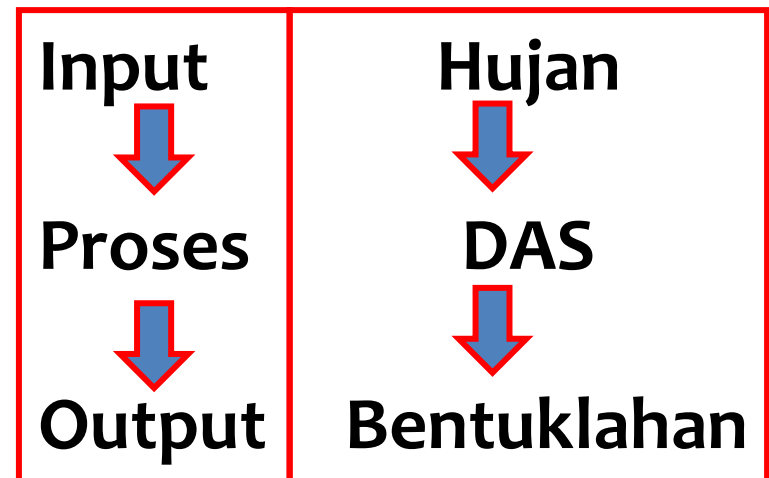 Input
Hujan
Proses
DAS
Output
Bentuklahan